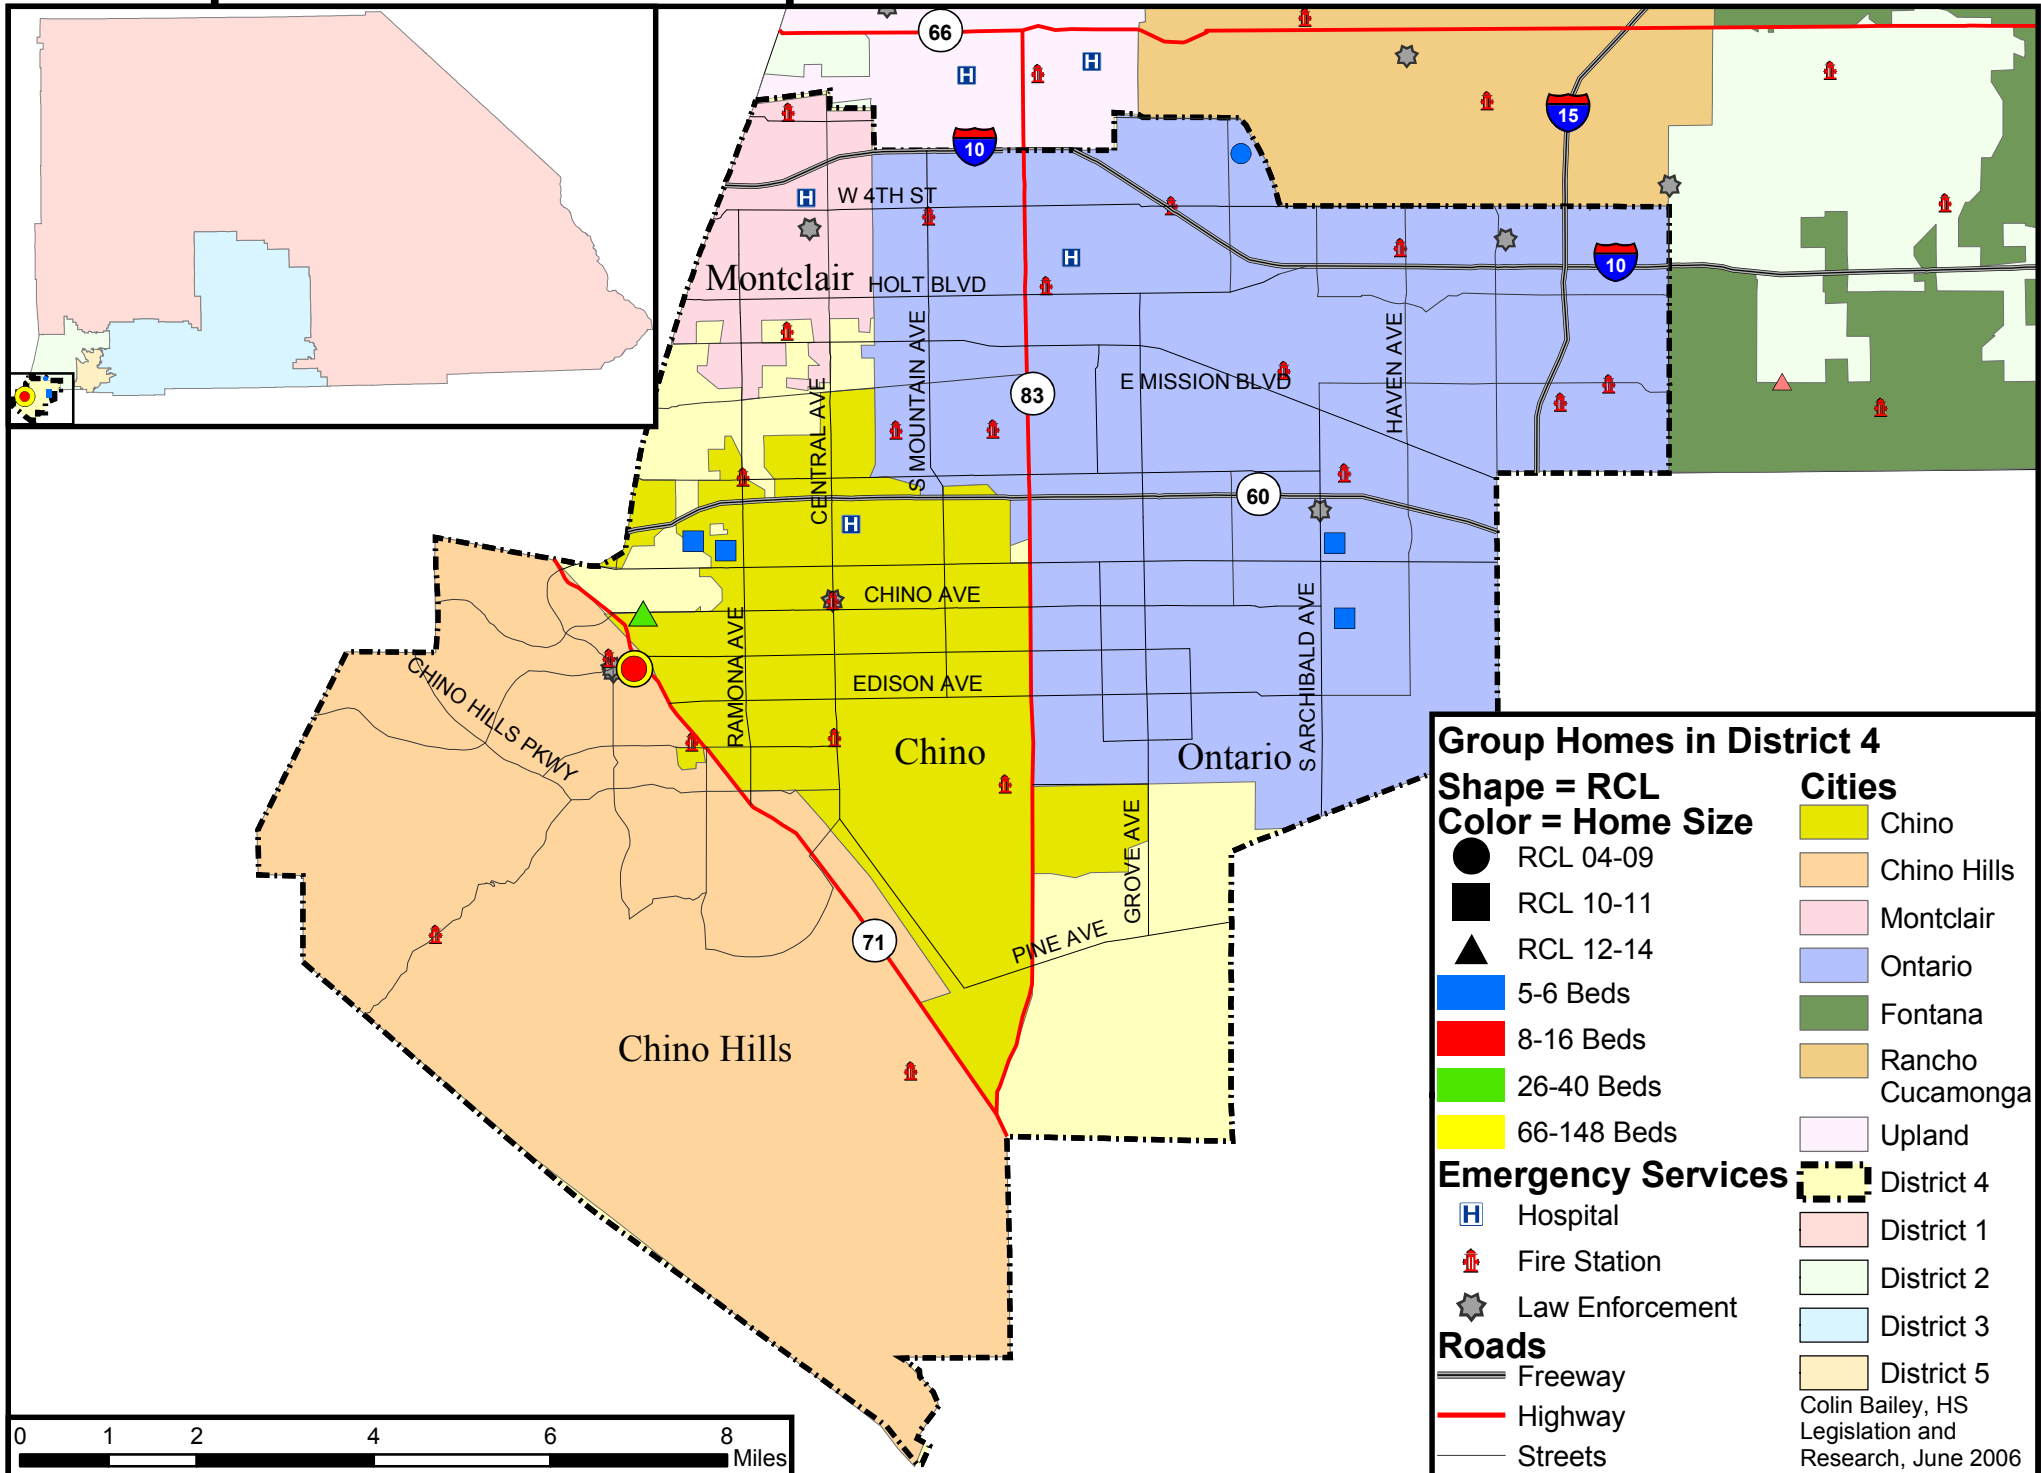 66
15
10
W 4TH ST
10
Montclair
HOLT BLVD
S MOUNTAIN AVE
HAVEN AVE
E MISSION BLVD
83
CENTRAL AVE
60
CHINO AVE
S ARCHIBALD AVE
RAMONA AVE
CHINO HILLS PKWY
EDISON AVE
Chino
Ontario
GROVE AVE
71
PINE AVE
Chino Hills
Group Homes in District 4
Shape = RCL
Color = Home Size
RCL 04-09
RCL 10-11
RCL 12-14
5-6 Beds
8-16 Beds
26-40 Beds
66-148 Beds
Emergency Services
H Hospital
Fire Station
Law Enforcement
Roads
Freeway
Highway
Streets
Cities
Chino
Chino Hills
Montclair
Ontario
Fontana
Rancho
Cucamonga
Upland
District 4
District 1
District 2
District 3
District 5
Colin Bailey, HS
Legislation and
Research, June 2006
0 1 2 4 6 8
Miles
H
H
H
H
H